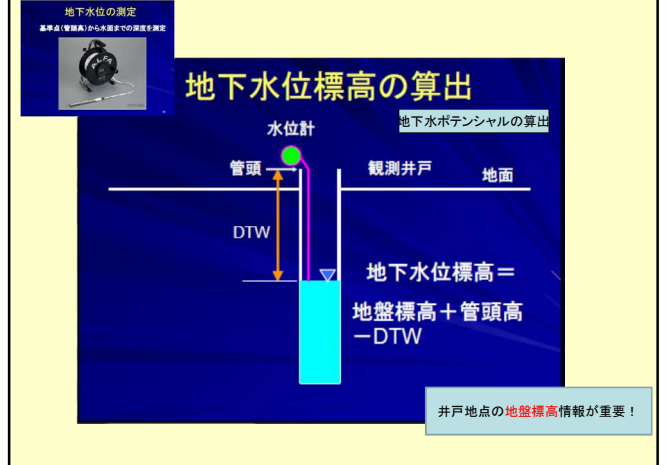 地下水位の測定
基準点(管頭高)から水面までの深度を測定
ALFA
地下水位標高の算出
地下水ポテンシャルの算出
水位計
管頭
観測井戸
地面
DTW
地下水位標高=
地盤標高+管頭高
-DTW
井戸地点の地盤標高情報が重要!